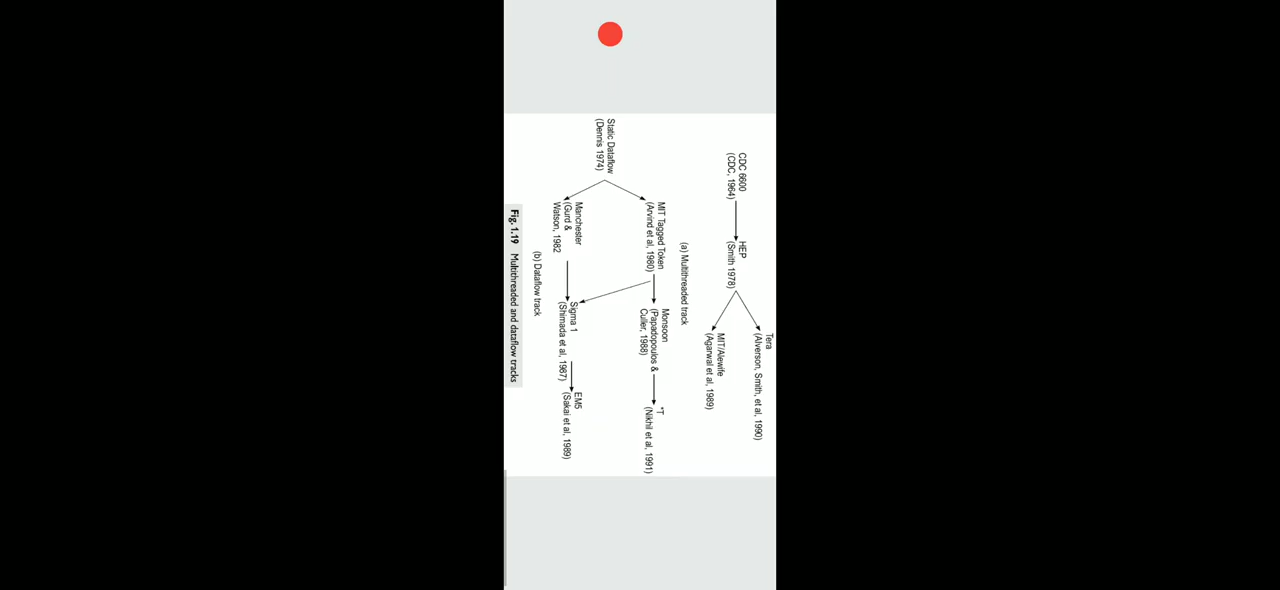 Tera
(Alverson, Smith, et al, 1990)
CDC 6600
(CDC, 1964)
HEP
(Smith 1978)
MIT/Alewife
(Agarwal et al, 1989)
(a) Multithreaded track
MIT Tagged Token
(Arvind et al, 1980)
Monsoon
(Papadopoulos &
Culler, 1988)
*T
(Nikhil et al, 1991)
Static Dataflow
(Dennis 1974)
Manchester
(Gurd &
Watson, 1982
Sigma 1
(Shimada et al, 1987)
EM5
(Sakai et al, 1989)
(b) Dataflow track
Fig. 1.19 Multithreaded and dataflow tracks